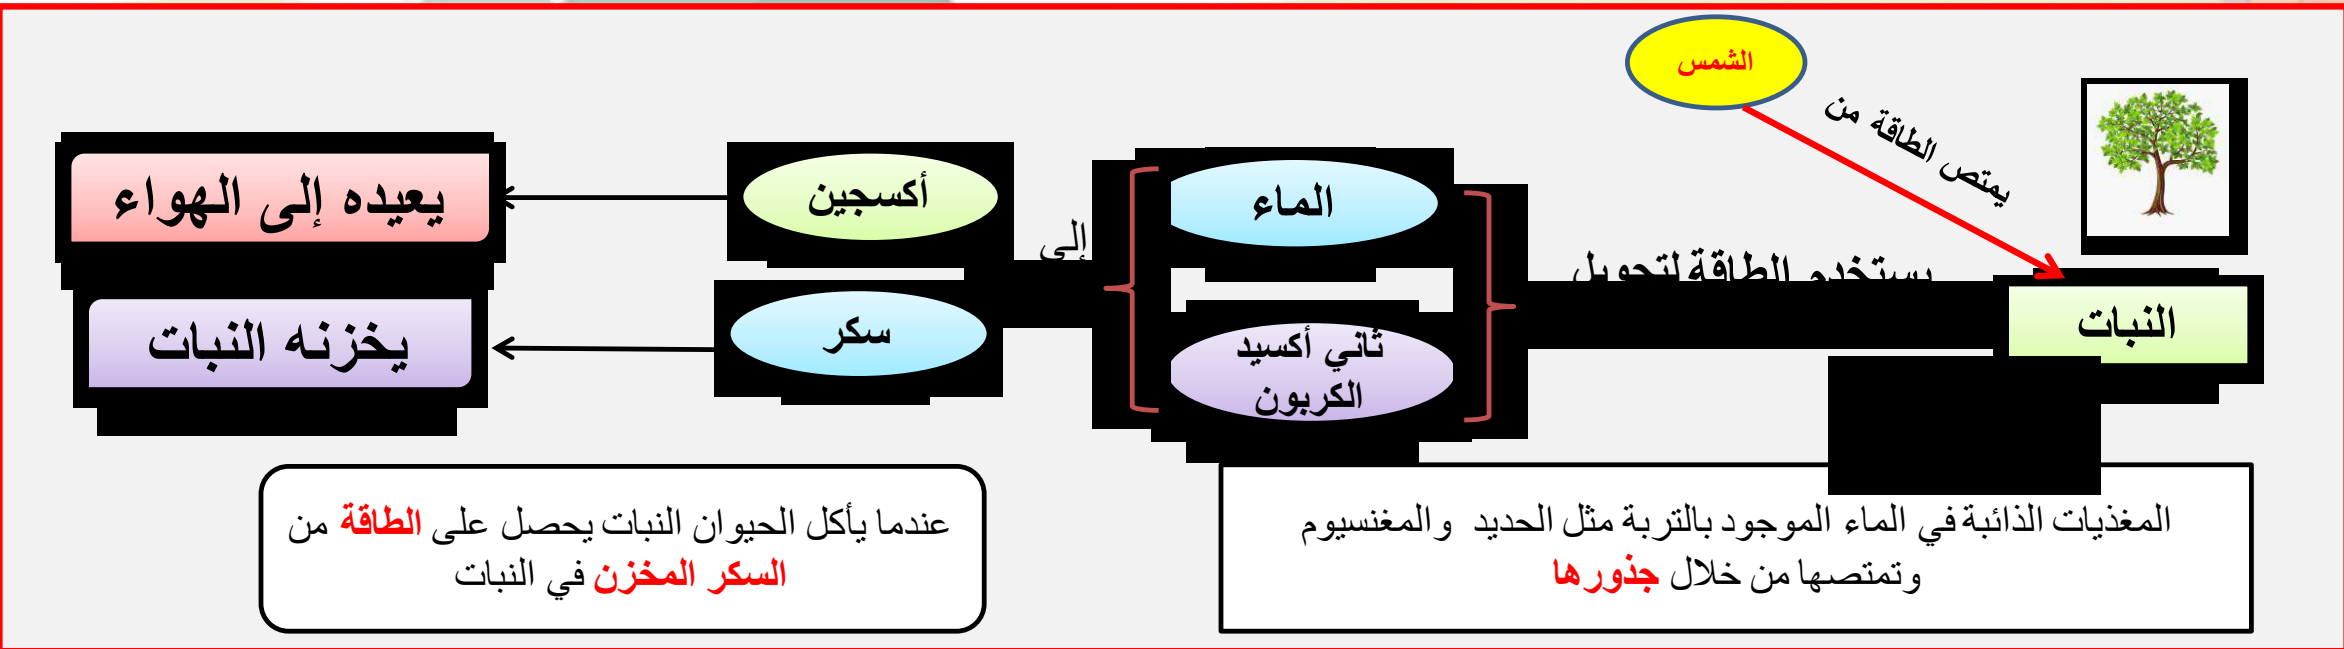 الشمس
يمتص الطاقة من
النبات
يستخدم الطاقة لتحويل
الماء
ثاني أكسيد
الكربون
إلى
أكسجين
يعيده إلى الهواء
سكر
يخزنه النبات
المغذيات الذائبة في الماء الموجود بالتربة مثل الحديد والمغنسيوم
وتمتصها من خلال جذورها
عندما يأكل الحيوان النبات يحصل على الطاقة من
السكر المخزن في النبات